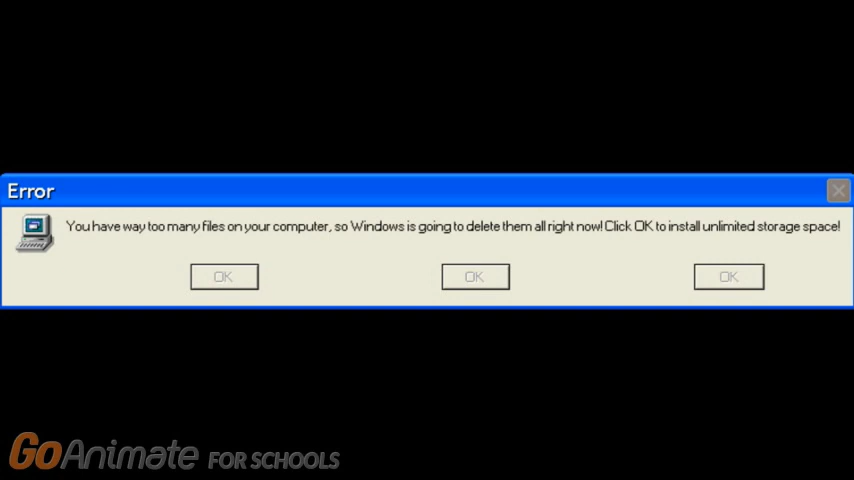 Error
You have way too many files on your computer, so Windows is going to delete them all right now! Click OK to install unlimited storage space!
OK OK OK
GoAnimate FOR SCHOOLS